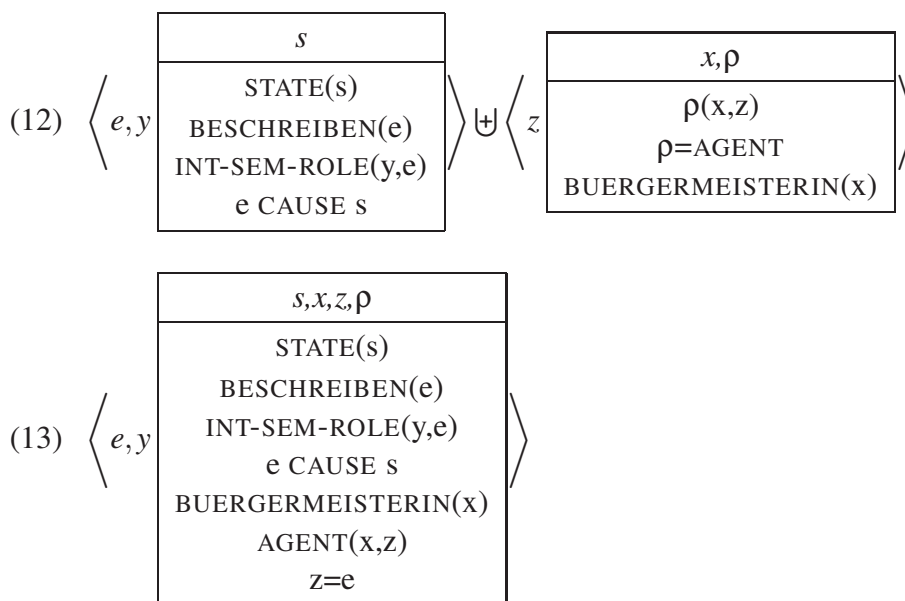 (12) ⟨ e, y
s
STATE(s)
BESCHREIBEN(e)
INT-SEM-ROLE(y,e)
e CAUSE s
⟩ ⊎ ⟨ z
x,ρ
ρ(x,z)
ρ=AGENT
BUERGERMEISTERIN(x)
⟩
(13) ⟨ e, y
s,x,z,ρ
STATE(s)
BESCHREIBEN(e)
INT-SEM-ROLE(y,e)
e CAUSE s
BUERGERMEISTERIN(x)
AGENT(x,z)
z=e
⟩